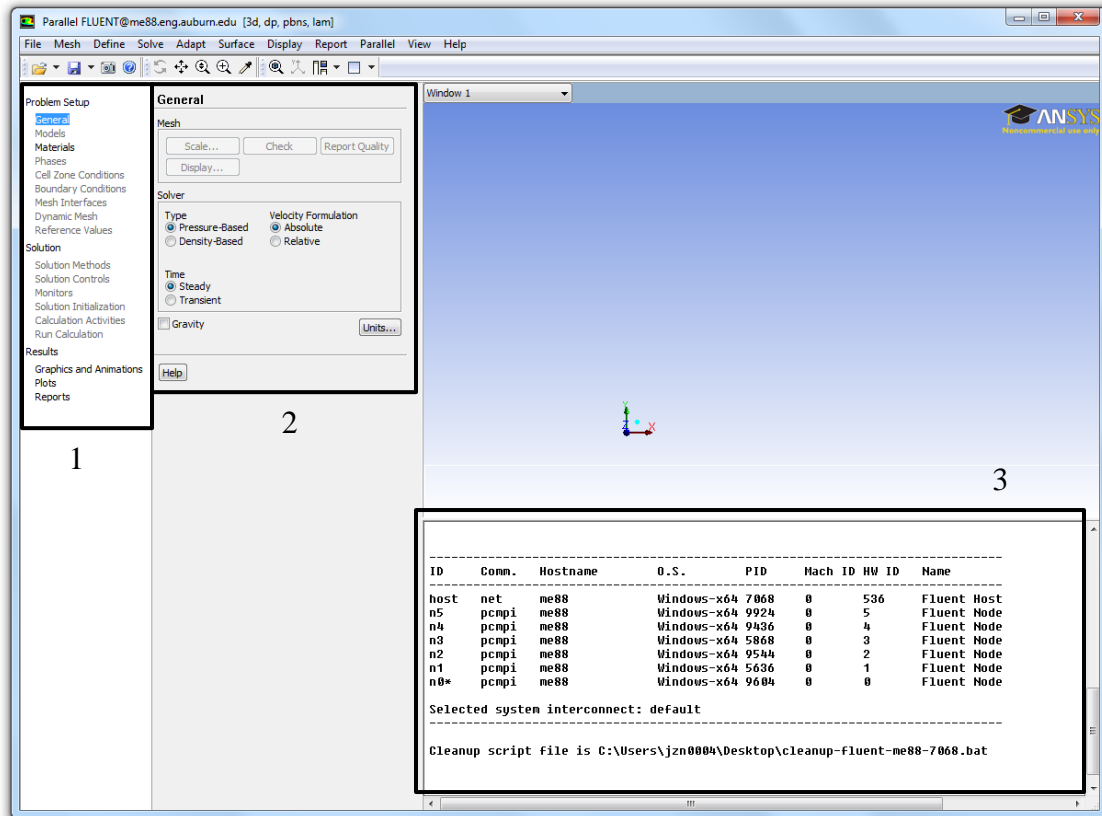 Parallel FLUENT@me88.eng.auburn.edu [3d, dp, pbns, lam]
File Mesh Define Solve Adapt Surface Display Report Parallel View Help
Problem Setup
General
Models
Materials
Phases
Cell Zone Conditions
Boundary Conditions
Mesh Interfaces
Dynamic Mesh
Reference Values
Solution
Solution Methods
Solution Controls
Monitors
Solution Initialization
Calculation Activities
Run Calculation
Results
Graphics and Animations
Plots
Reports
1
General
Mesh
Scale... Check Report Quality
Display...
Solver
Type Velocity Formulation
Pressure-Based Absolute
Density-Based Relative
Time
Steady
Transient
Gravity Units...
Help
2
Window 1
ANSYS
Noncommercial use only
Y
Z X
3
ID Comm. Hostname O.S. PID Mach ID HW ID Name
host net me88 Windows-x64 7068 0 536 Fluent Host
n5 pcmpi me88 Windows-x64 9924 0 5 Fluent Node
n4 pcmpi me88 Windows-x64 9436 0 4 Fluent Node
n3 pcmpi me88 Windows-x64 5868 0 3 Fluent Node
n2 pcmpi me88 Windows-x64 9544 0 2 Fluent Node
n1 pcmpi me88 Windows-x64 5636 0 1 Fluent Node
n0* pcmpi me88 Windows-x64 9604 0 0 Fluent Node
Selected system interconnect: default
Cleanup script file is C:\Users\jzn0004\Desktop\cleanup-fluent-me88-7068.bat